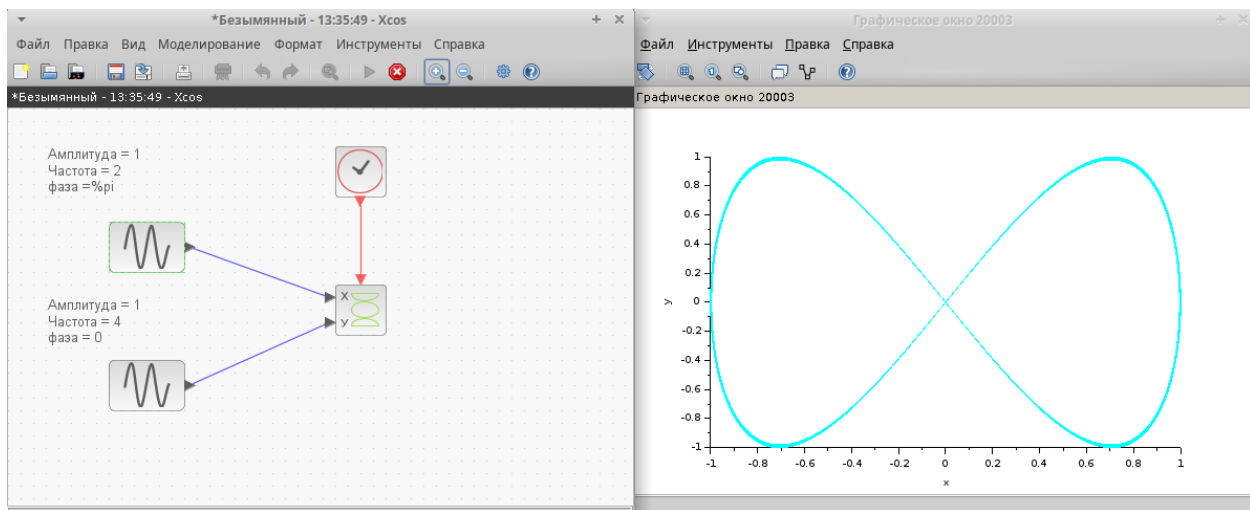 *Безымянный - 13:35:49 - Xcos
Файл Правка Вид Моделирование Формат Инструменты Справка
*Безымянный - 13:35:49 - Xcos
Амплитуда = 1
Частота = 2
фаза =%pi
Амплитуда = 1
Частота = 4
фаза = 0
X
y
Графическое окно 20003
Файл Инструменты Правка Справка
Графическое окно 20003
1
0.8
0.6
0.4
0.2
0
-0.2
-0.4
-0.6
-0.8
-1
y
-1 -0.8 -0.6 -0.4 -0.2 0 0.2 0.4 0.6 0.8 1
x